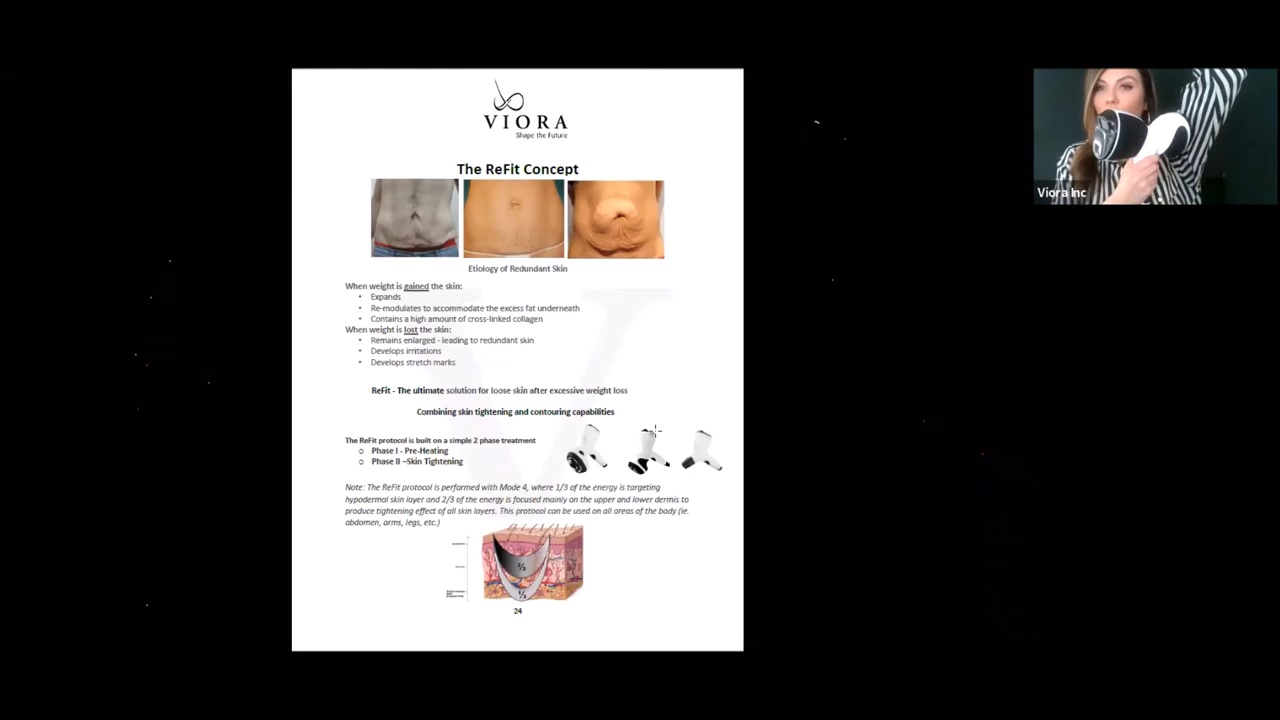 VIORA
Shape the Future
The ReFit Concept
Etiology of Redundant Skin
When weight is gained the skin:
• Expands
• Re-modulates to accommodate the excess fat underneath
• Contains a high amount of cross-linked collagen
When weight is lost the skin:
• Remains enlarged - leading to redundant skin
• Develops irritations
• Develops stretch marks
ReFit - The ultimate solution for loose skin after excessive weight loss
Combining skin tightening and contouring capabilities
The ReFit protocol is built on a simple 2 phase treatment
o Phase I - Pre-Heating
o Phase II –Skin Tightening
Note: The ReFit protocol is performed with Mode 4, where 1/3 of the energy is targeting
hypodermal skin layer and 2/3 of the energy is focused mainly on the upper and lower dermis to
produce tightening effect of all skin layers. This protocol can be used on all areas of the body (ie.
abdomen, arms, legs, etc.)
24
Viora Inc